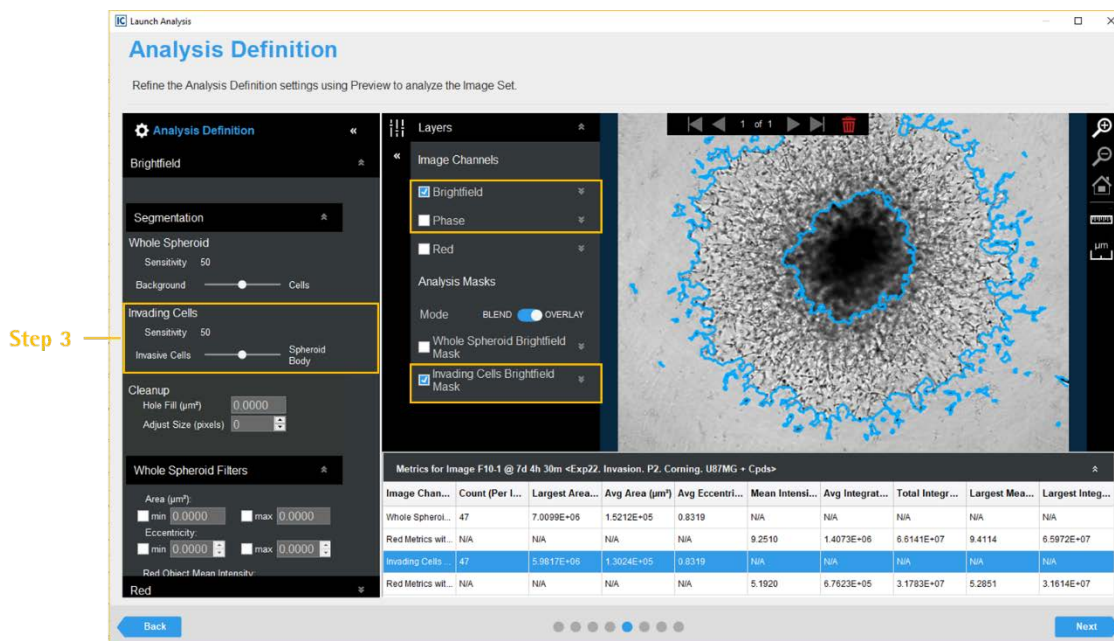 IC Launch Analysis
Analysis Definition
Refine the Analysis Definition settings using Preview to analyze the Image Set.
Step 3
Analysis Definition «
Brightfield
Segmentation
Whole Spheroid
Sensitivity 50
Background Cells
Invading Cells
Sensitivity 50
Invasive Cells Spheroid
Body
Cleanup
Hole Fill (µm²) 0.0000
Adjust Size (pixels) 0
Whole Spheroid Filters
Area (µm²):
min 0.0000 max 0.0000
Eccentricity:
min 0.0000 max 0.0000
Red Object Mean Intensity:
Red
Layers
«
Image Channels
Brightfield
Phase
Red
Analysis Masks
Mode BLEND OVERLAY
Whole Spheroid Brightfield
Mask
Invading Cells Brightfield
Mask
1 of 1
µm
Metrics for Image F10-1 @ 7d 4h 30m <Exp22. Invasion. P2. Corning. U87MG + Cpds>
Image Chan... Count (Per I... Largest Area... Avg Area (µm²) Avg Eccentri... Mean Intensi... Avg Integrat... Total Integr... Largest Mea... Largest Integ...
Whole Spheroi... 47 7.0099E+06 1.5212E+05 0.8319 N/A N/A N/A N/A N/A
Red Metrics wit... N/A N/A N/A N/A 9.2510 1.4073E+06 6.6141E+07 9.4114 6.5972E+07
Invading Cells ... 47 5.9817E+06 1.3024E+05 0.8319 N/A N/A N/A N/A N/A
Red Metrics wit... N/A N/A N/A N/A 5.1920 6.7623E+05 3.1783E+07 5.2851 3.1614E+07
Back
Next